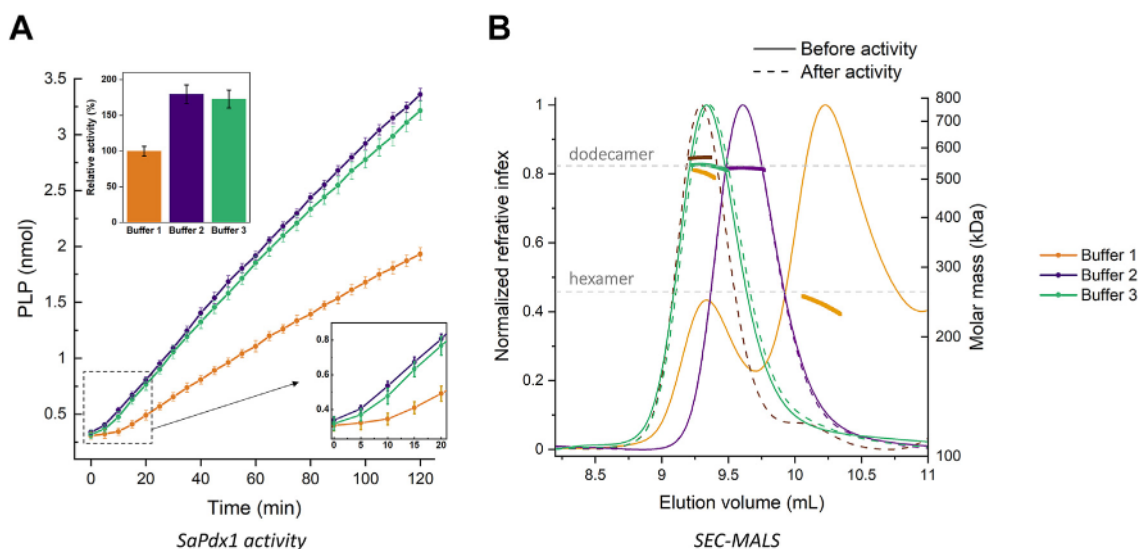 A
PLP (nmol)
3.5
3
2.5
2
1.5
1
0.5
0 20 40 60 80 100 120
Time (min)
Relative activity (%)
200
150
100
50
0
Buffer 1 Buffer 2 Buffer 3
0.8
0.6
0.4
0 5 10 15 20
SaPdx1 activity
B
Before activity
After activity
Normalized refrative infex
1
0.8
0.6
0.4
0.2
0
dodecamer
hexamer
8.5 9 9.5 10 10.5 11
Elution volume (mL)
Molar mass (kDa)
800
700
600
500
400
300
200
100
SEC-MALS
Buffer 1
Buffer 2
Buffer 3